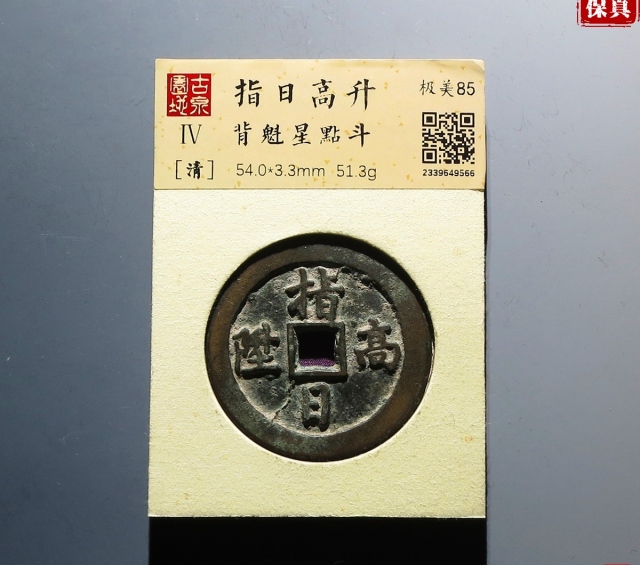 保真
古泉
園地
指日高升
极美85
IV
背魁星點斗
[清]
54.0*3.3mm 51.3g
2339649566
指
高
陞
日